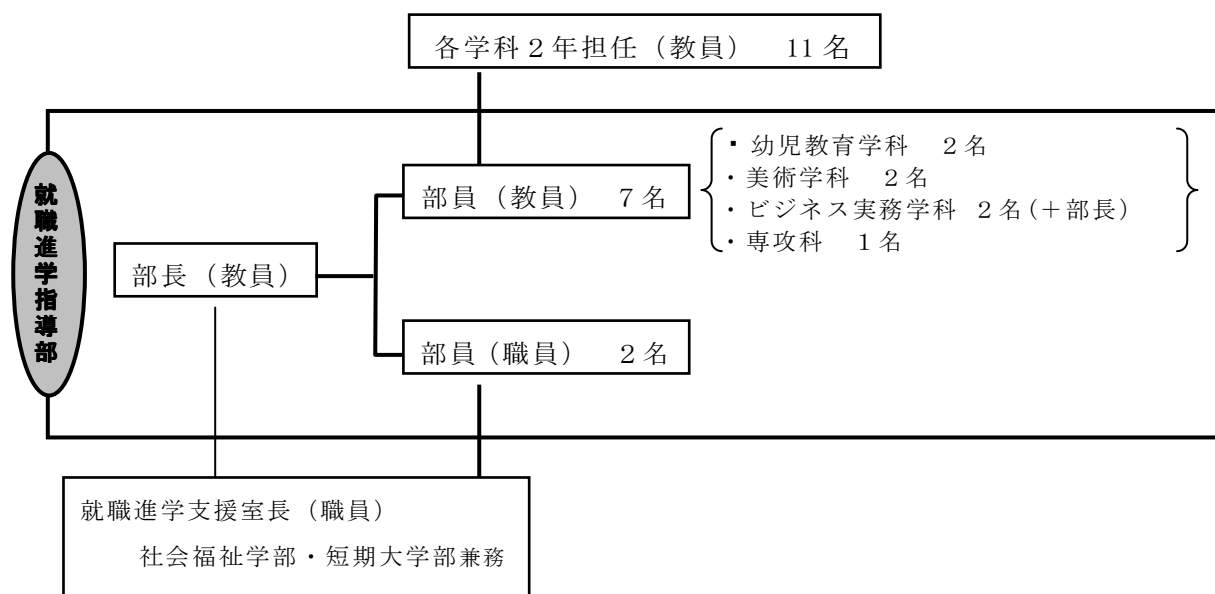 各学科２年担任（教員）　11 名
就職進学指導部
部員（教員）　７名
▪ 幼児教育学科　２名
・美術学科　２名
・ビジネス実務学科　２名（＋部長）
・専攻科　１名
部長（教員）
部員（職員）　２名
就職進学支援室長（職員）
社会福祉学部・短期大学部兼務